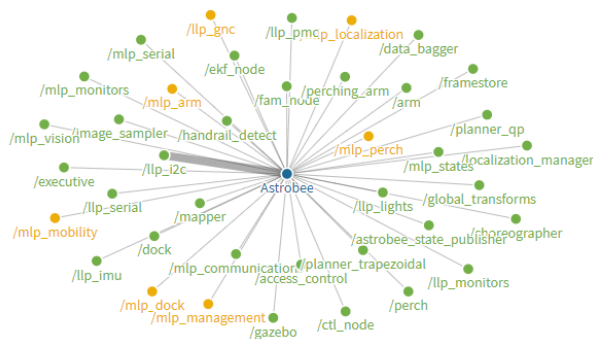 /llp_gnc
/llp_pmc
/mlp_localization
/mlp_serial
/data_bagger
/ekf_node
/mlp_monitors
/framestore
/mlp_arm
/fam_node
/perching_arm
/arm
/mlp_vision
/image_sampler
/handrail_detect
/planner_qp
/mlp_perch
/llp_i2c
/mlp_states
/localization_manager
/executive
Astrobee
/llp_serial
/mapper
/llp_lights
/global_transforms
/mlp_mobility
/astrobee_state_publisher
/choreographer
/dock
/llp_imu
/mlp_communications
/access_control
/planner_trapezoidal
/llp_monitors
/mlp_dock
/mlp_management
/perch
/gazebo
/ctl_node